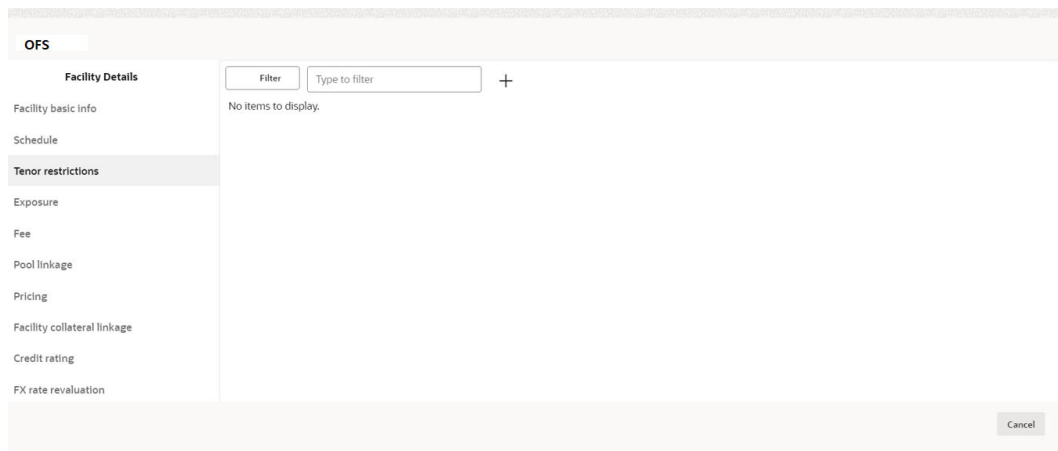 OFS
Facility Details
Facility basic info
Schedule
Tenor restrictions
Exposure
Fee
Pool linkage
Pricing
Facility collateral linkage
Credit rating
FX rate revaluation
Filter Type to filter +
No items to display.
Cancel